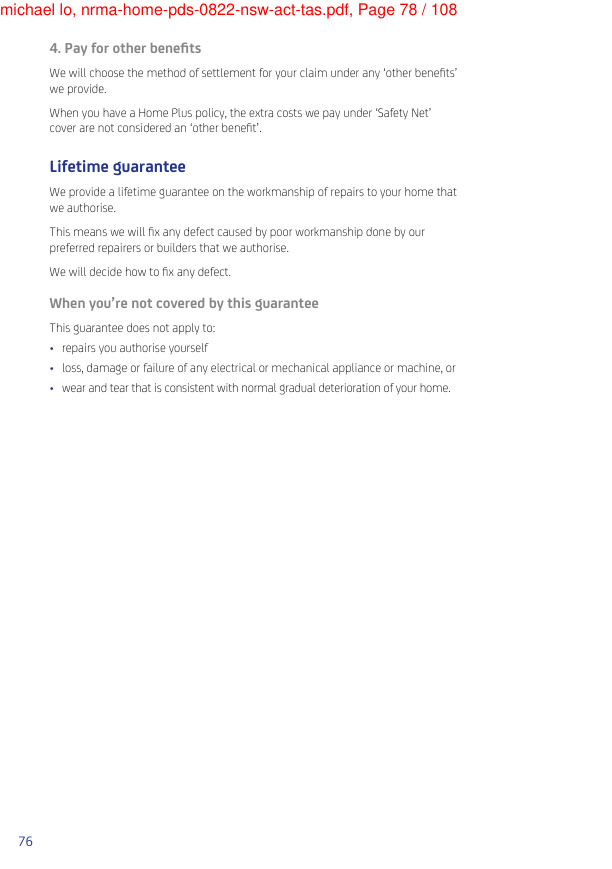 michael lo, nrma-home-pds-0822-nsw-act-tas.pdf, Page 78 / 108
4. Pay for other benefits
We will choose the method of settlement for your claim under any ‘other benefits’
we provide.
When you have a Home Plus policy, the extra costs we pay under ‘Safety Net’
cover are not considered an ‘other benefit’.
Lifetime guarantee
We provide a lifetime guarantee on the workmanship of repairs to your home that
we authorise.
This means we will fix any defect caused by poor workmanship done by our
preferred repairers or builders that we authorise.
We will decide how to fix any defect.
When you’re not covered by this guarantee
This guarantee does not apply to:
• repairs you authorise yourself
• loss, damage or failure of any electrical or mechanical appliance or machine, or
• wear and tear that is consistent with normal gradual deterioration of your home.
76